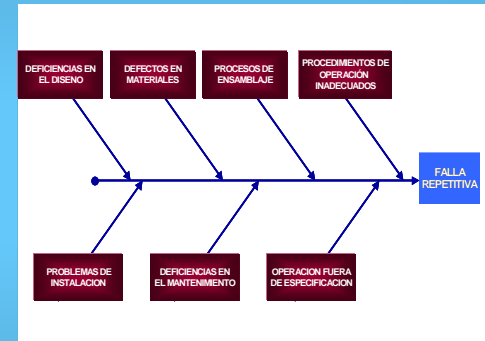 DEFICIENCIAS EN
EL DISENO
DEFECTOS EN
MATERIALES
PROCESOS DE
ENSAMBLAJE
PROCEDIMIENTOS DE
OPERACIÓN
INADECUADOS
FALLA
REPETITIVA
PROBLEMAS DE
INSTALACION
DEFICIENCIAS EN
EL MANTENIMIENTO
OPERACION FUERA
DE ESPECIFICACION